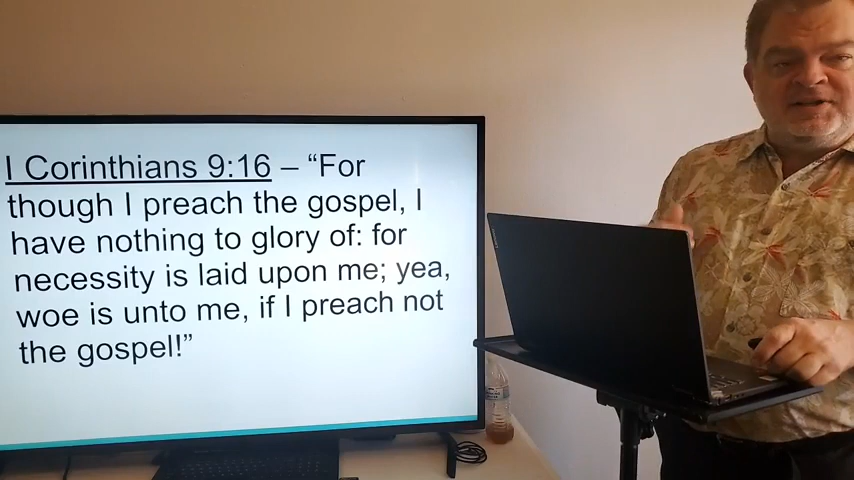 I Corinthians 9:16 – “For
though I preach the gospel, I
have nothing to glory of: for
necessity is laid upon me; yea,
woe is unto me, if I preach not
the gospel!”